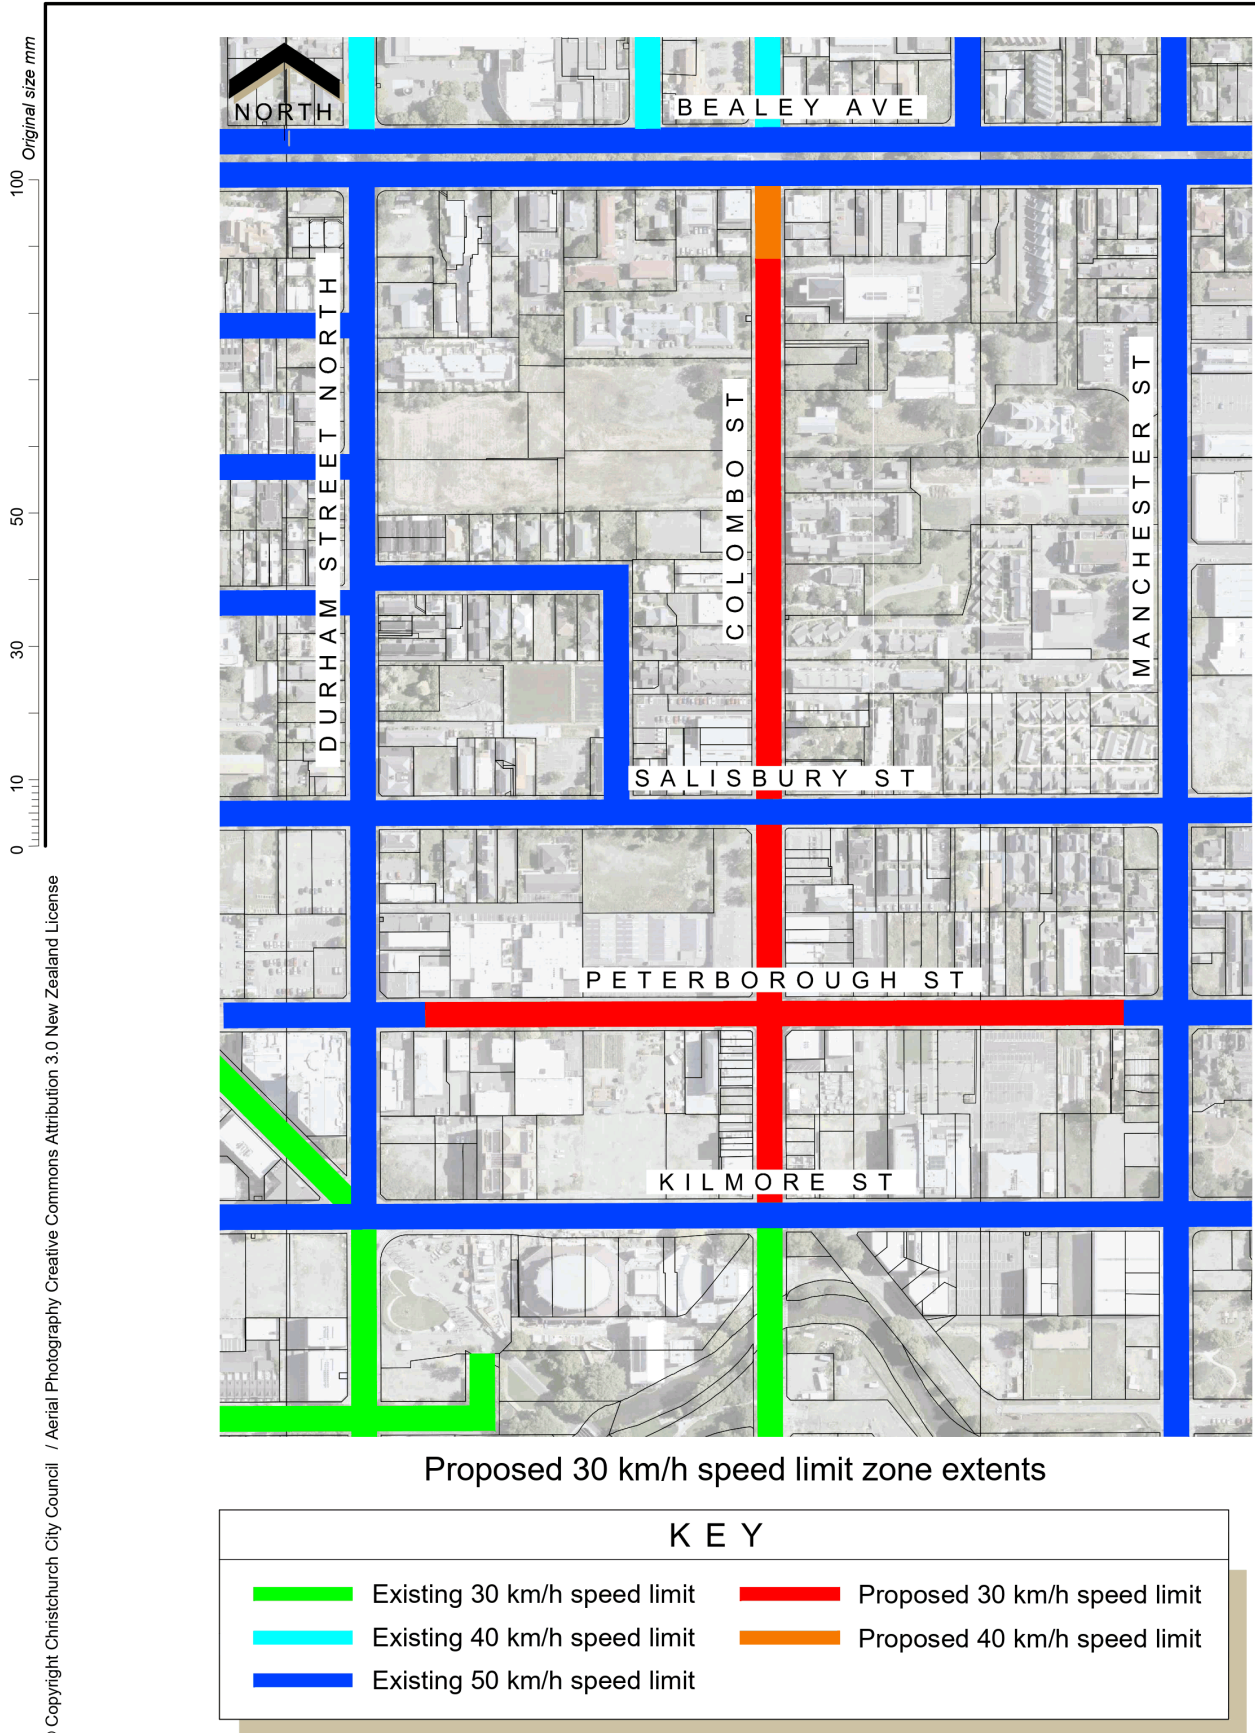 Original size mm
100
50
30
10
0
NORTH
BEALEY AVE
DURHAM STREET NORTH
COLOMBO ST
MANCHESTER ST
SALISBURY ST
PETERBOROUGH ST
KILMORE ST
Copyright Christchurch City Council / Aerial Photography Creative Commons Attribution 3.0 New Zealand License
Proposed 30 km/h speed limit zone extents
KEY
Existing 30 km/h speed limit
Proposed 30 km/h speed limit
Existing 40 km/h speed limit
Proposed 40 km/h speed limit
Existing 50 km/h speed limit